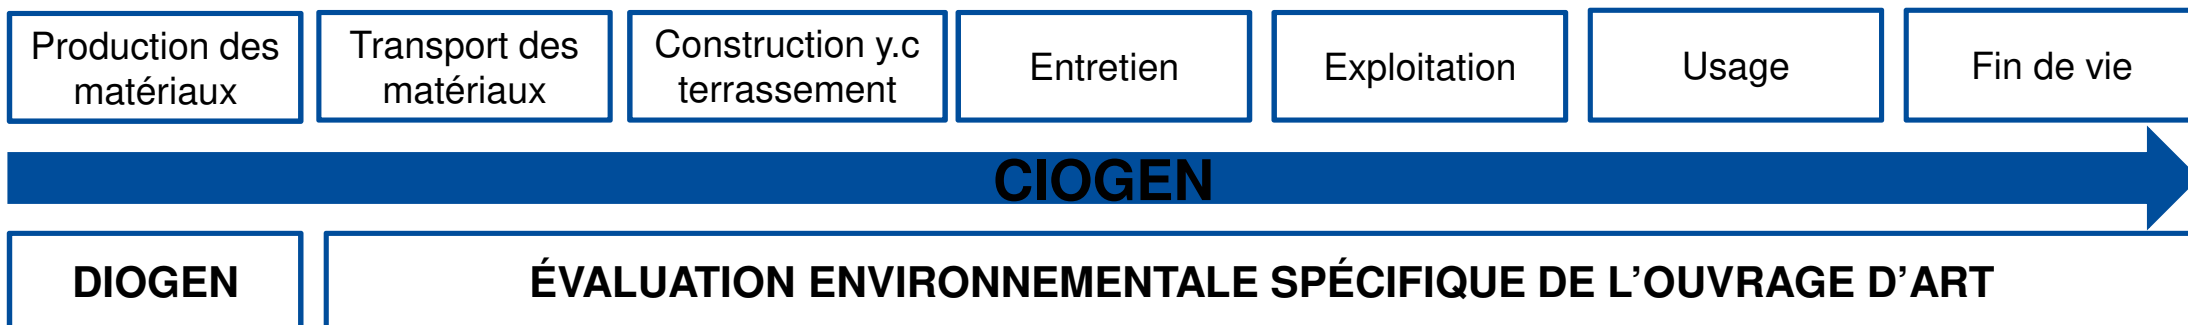 Production des
matériaux
Transport des
matériaux
Construction y.c
terrassement
Entretien
Exploitation
Usage
Fin de vie
CIOGEN
DIOGEN
ÉVALUATION ENVIRONNEMENTALE SPÉCIFIQUE DE L'OUVRAGE D'ART